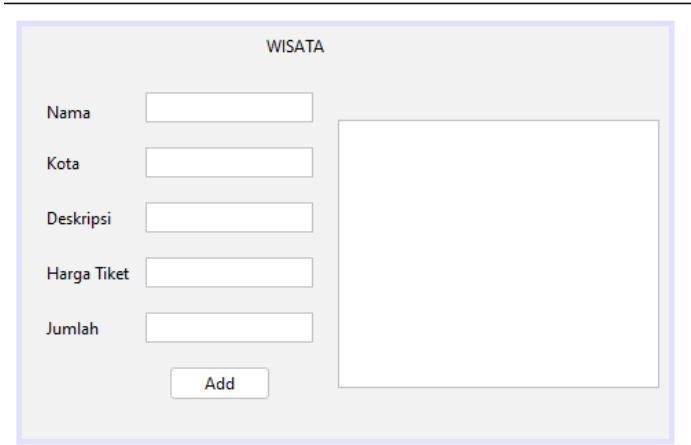 WISATA
Nama
Kota
Deskripsi
Harga Tiket
Jumlah
Add